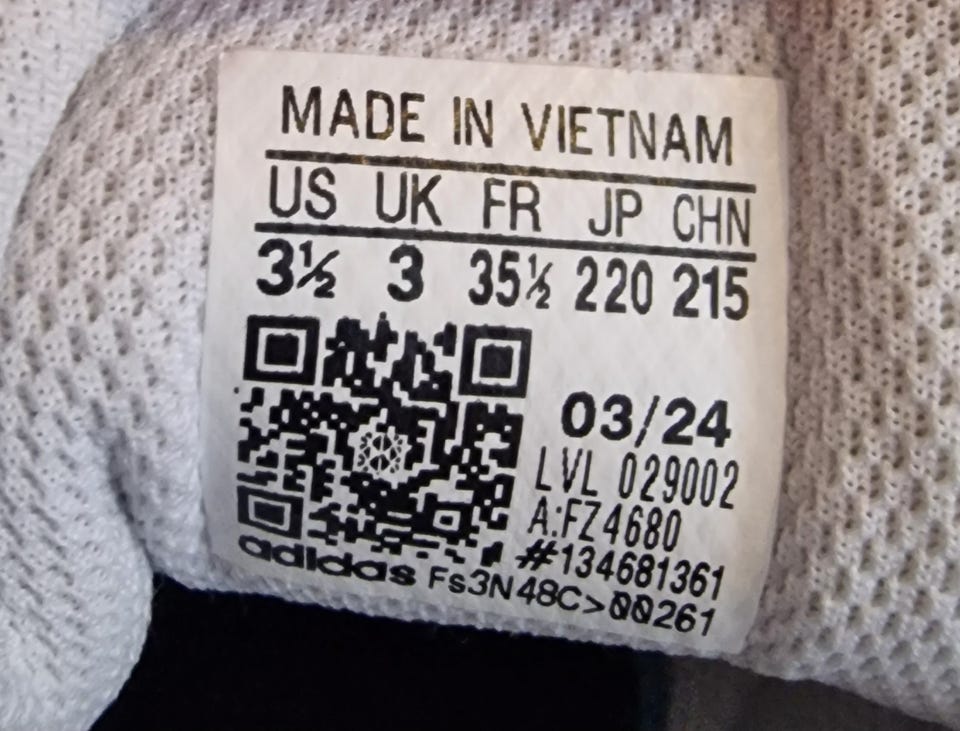 MADE IN VIETNAM
US UK FR JP CHN
3½ 3 35½ 220 215
03/24
LVL 029002
A:FZ4680
#134681361
adidas Fs3N48C>00261